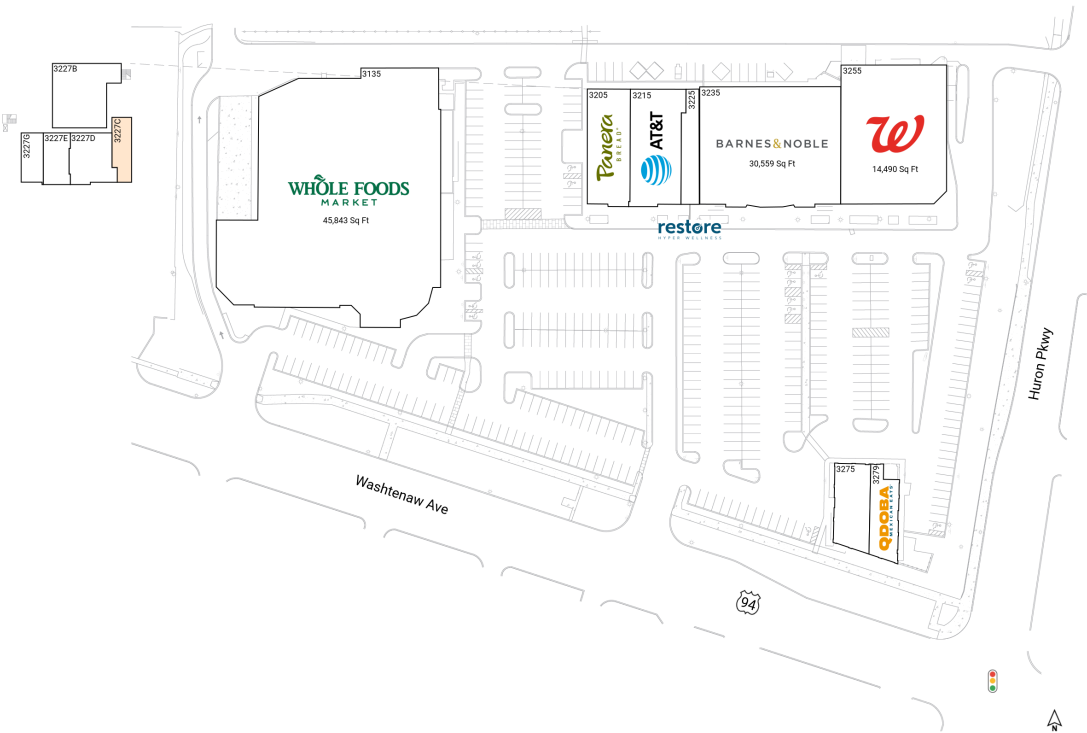 3227B
3135
3255
3205
3215
3225
3235
3227G
3227E
3227D
3227C
Panera
BREAD®
AT&T
BARNES&NOBLE
30,559 Sq Ft
14,490 Sq Ft
WHÔLE FOODS
MARKET
45,843 Sq Ft
restore
HYPER WELLNESS
Huron Pkwy
3275
3279
QDOBA
MEXICAN EATS
Washtenaw Ave
94
N